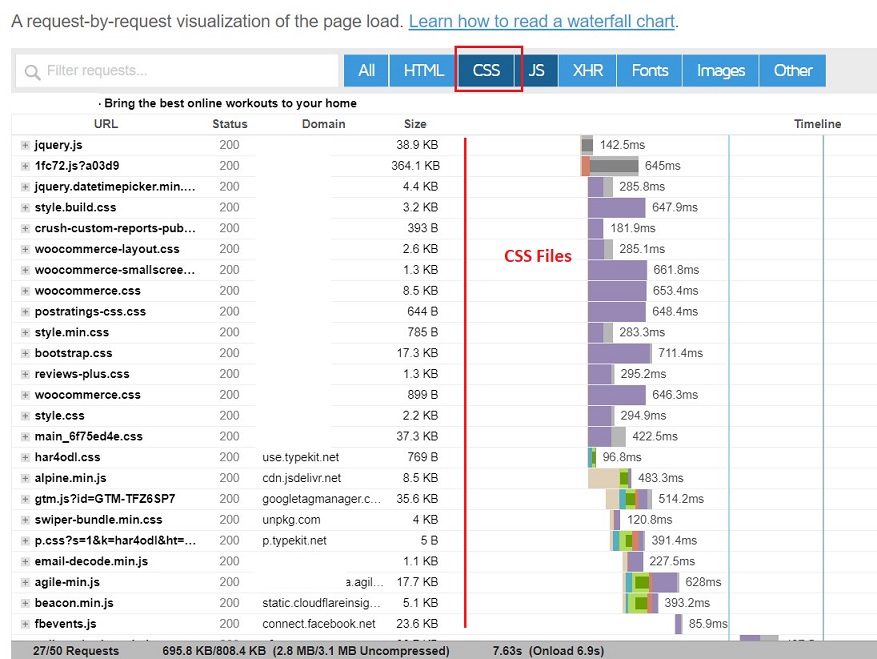 A request-by-request visualization of the page load. Learn how to read a waterfall chart.
Filter requests...
All HTML CSS JS XHR Fonts Images Other
· Bring the best online workouts to your home
URL Status Domain Size Timeline
jquery.js 200 38.9 KB 142.5ms
1fc72.js?a03d9 200 364.1 KB 645ms
jquery.datetimepicker.min.... 200 4.4 KB 285.8ms
style.build.css 200 3.2 KB 647.9ms
crush-custom-reports-pub... 200 393 B 181.9ms
woocommerce-layout.css 200 2.6 KB 285.1ms
CSS Files
woocommerce-smallscree... 200 1.3 KB 661.8ms
woocommerce.css 200 8.5 KB 653.4ms
postratings-css.css 200 644 B 648.4ms
style.min.css 200 785 B 283.3ms
bootstrap.css 200 17.3 KB 711.4ms
reviews-plus.css 200 1.3 KB 295.2ms
woocommerce.css 200 899 B 646.3ms
style.css 200 2.2 KB 294.9ms
main_6f75ed4e.css 200 37.3 KB 422.5ms
har4odl.css 200 use.typekit.net 769 B 96.8ms
alpine.min.js 200 cdn.jsdelivr.net 8.5 KB 483.3ms
gtm.js?id=GTM-TFZ6SP7 200 googletagmanager.c... 35.6 KB 514.2ms
swiper-bundle.min.css 200 unpkg.com 4 KB 120.8ms
p.css?s=1&k=har4odl&ht=... 200 p.typekit.net 5 B 391.4ms
email-decode.min.js 200 1.1 KB 227.5ms
agile-min.js 200 a.agil... 17.7 KB 628ms
beacon.min.js 200 static.cloudflareinsig... 5.1 KB 393.2ms
fbevents.js 200 connect.facebook.net 23.6 KB 85.9ms
27/50 Requests 695.8 KB/808.4 KB (2.8 MB/3.1 MB Uncompressed) 7.63s (Onload 6.9s)